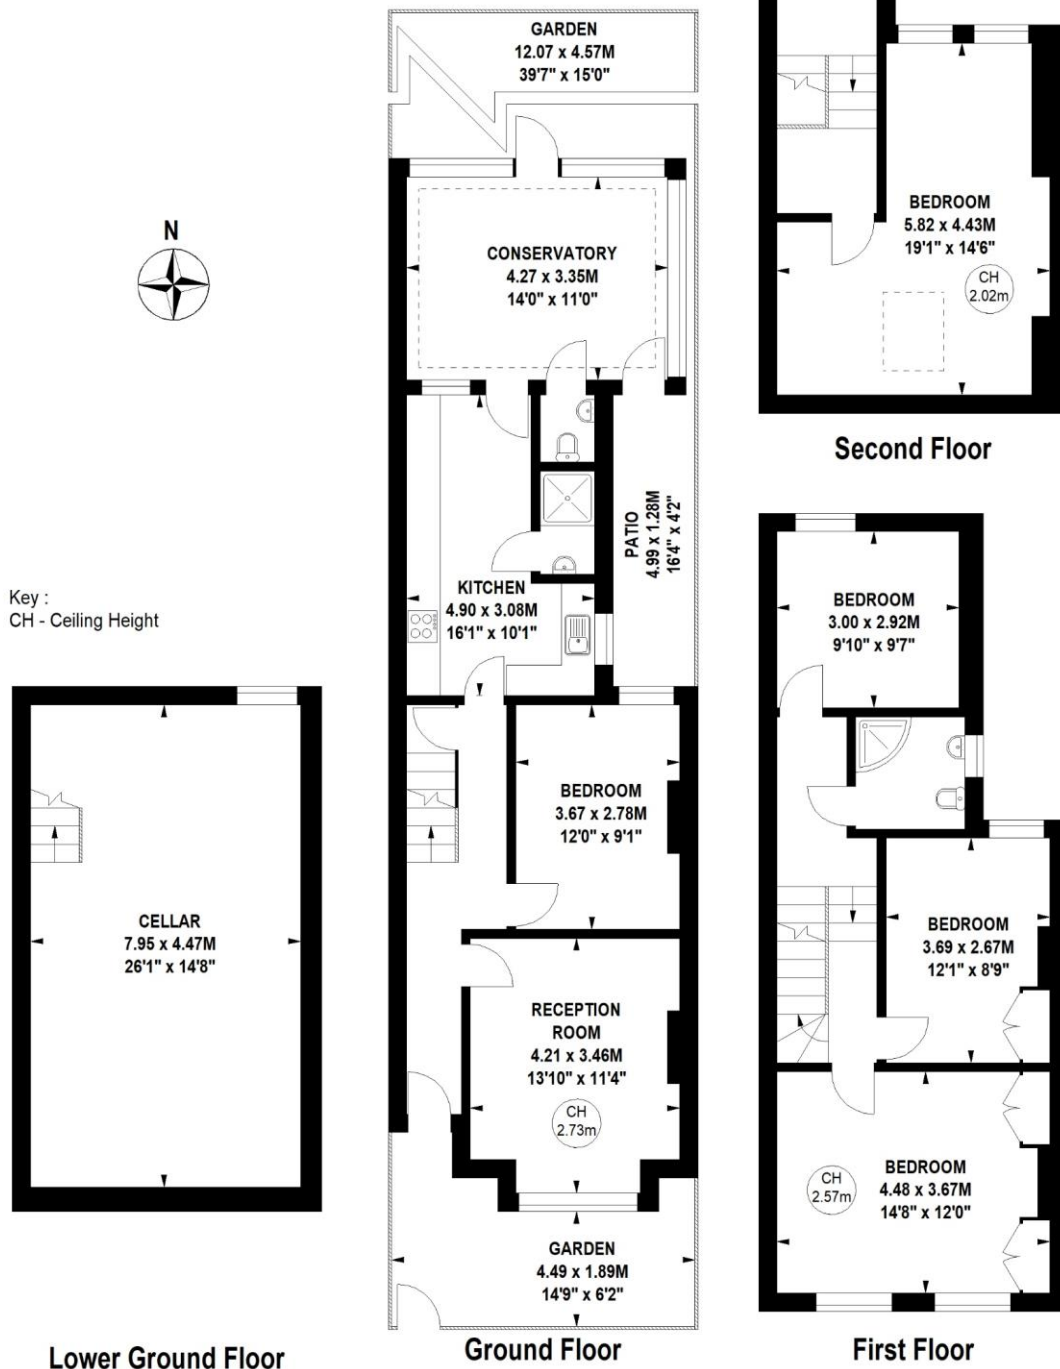 GARDEN
12.07 x 4.57M
39'7" x 15'0"
N
CONSERVATORY
4.27 x 3.35M
14'0" x 11'0"
BEDROOM
5.82 x 4.43M
19'1" x 14'6"
CH
2.02m
Second Floor
PATIO
4.99 x 1.28M
16'4" x 4'2"
KITCHEN
4.90 x 3.08M
16'1" x 10'1"
Key :
CH - Ceiling Height
BEDROOM
3.00 x 2.92M
9'10" x 9'7"
BEDROOM
3.67 x 2.78M
12'0" x 9'1"
CELLAR
7.95 x 4.47M
26'1" x 14'8"
BEDROOM
3.69 x 2.67M
12'1" x 8'9"
RECEPTION
ROOM
4.21 x 3.46M
13'10" x 11'4"
CH
2.73m
CH
2.57m
BEDROOM
4.48 x 3.67M
14'8" x 12'0"
GARDEN
4.49 x 1.89M
14'9" x 6'2"
Lower Ground Floor
Ground Floor
First Floor